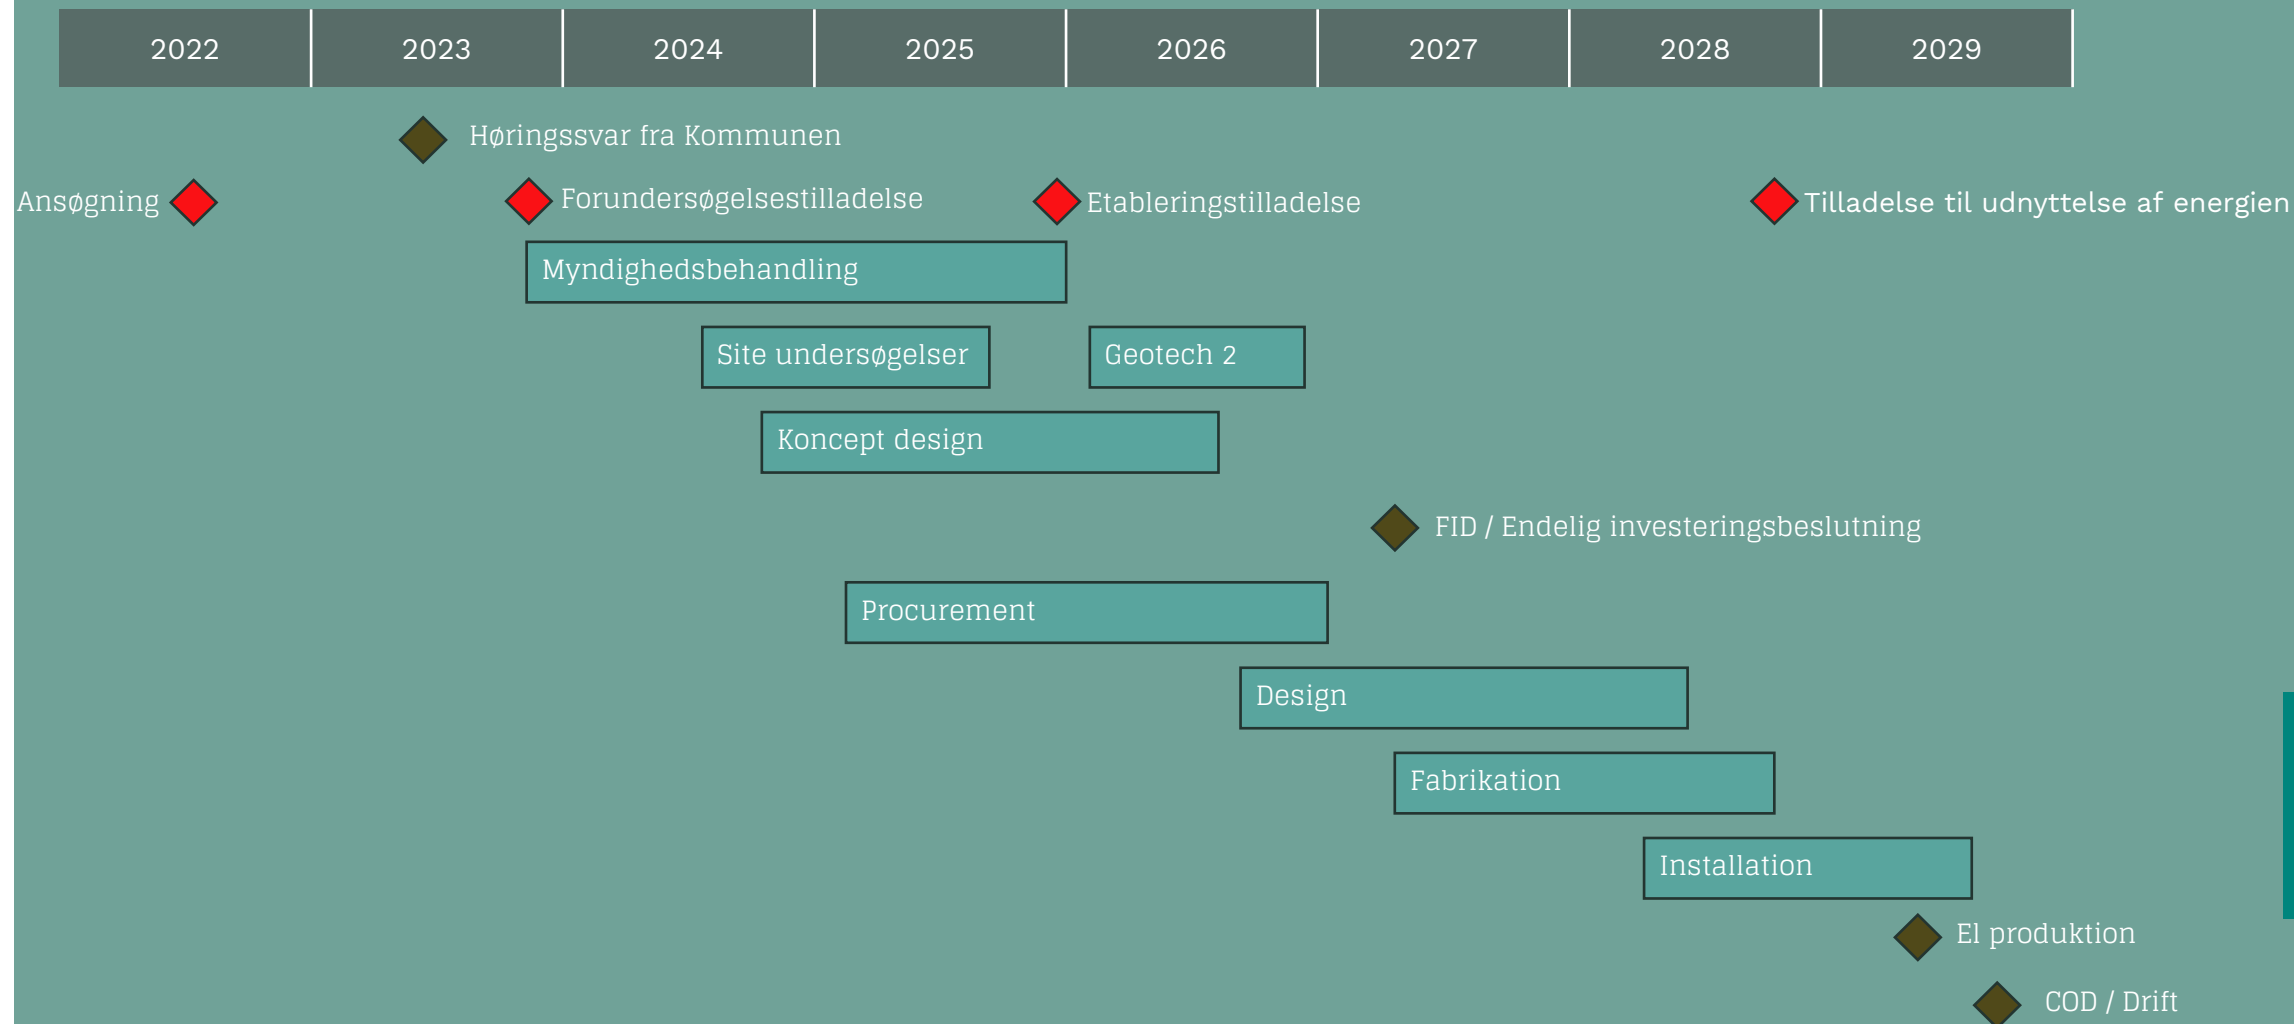 2022 2023 2024 2025 2026 2027 2028 2029
Høringssvar fra Kommunen
Ansøgning
Forundersøgelsestilladelse
Etableringstilladelse
Tilladelse til udnyttelse af energien
Myndighedsbehandling
Site undersøgelser
Geotech 2
Koncept design
FID / Endelig investeringsbeslutning
Procurement
Design
Fabrikation
Installation
El produktion
COD / Drift